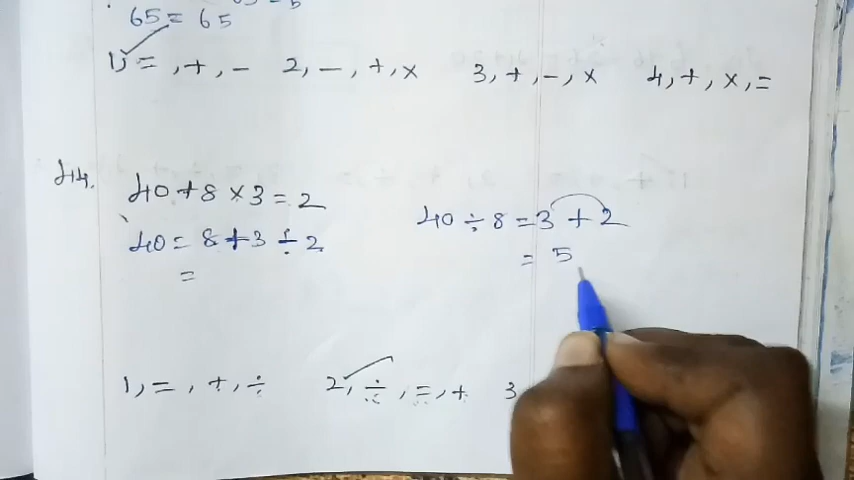 65 = 65
1, = , + , - 2, - , + , × 3, + , - , × 4, + , × , =
44. 40 + 8 × 3 = 2
40 ÷ 8 = 3 + 2
40 = 8 + 3 ÷ 2
= 5
=
1, = , + , ÷ 2, ÷ , = , + 3